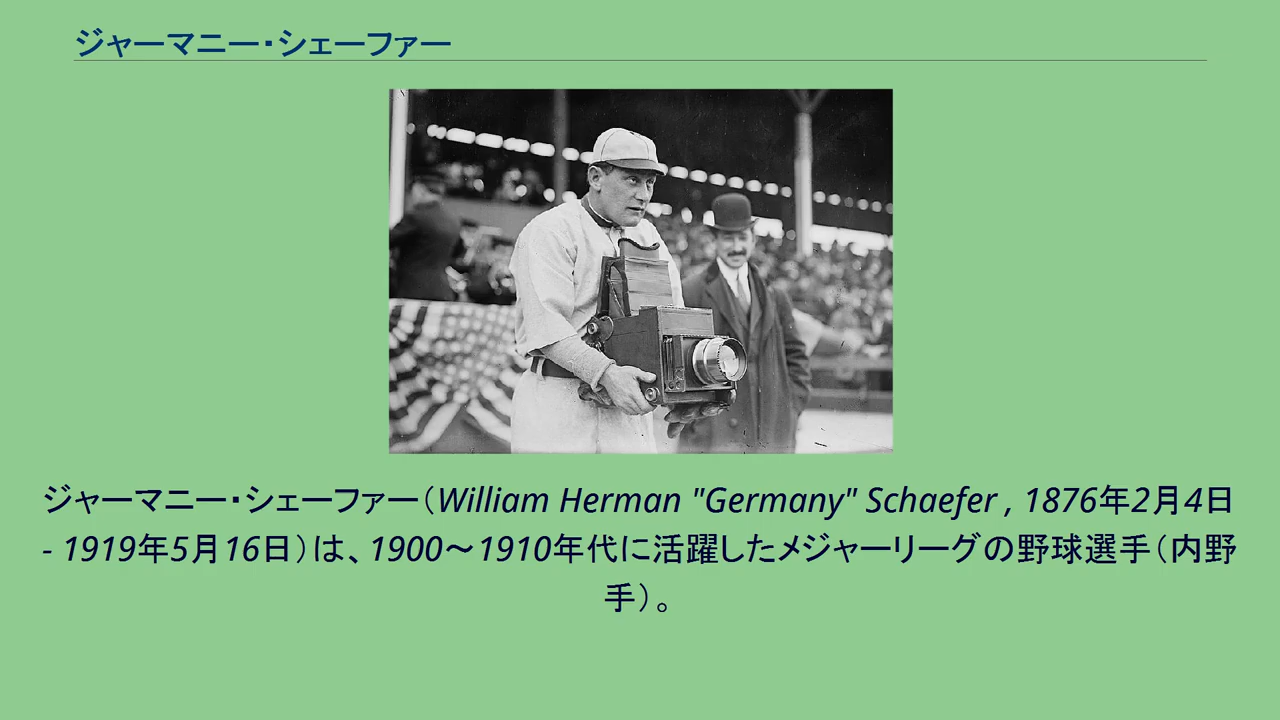 ジャーマニー・シェーファー
ジャーマニー・シェーファー（William Herman "Germany" Schaefer , 1876年2月4日
- 1919年5月16日）は、1900〜1910年代に活躍したメジャーリーグの野球選手（内野
手）。